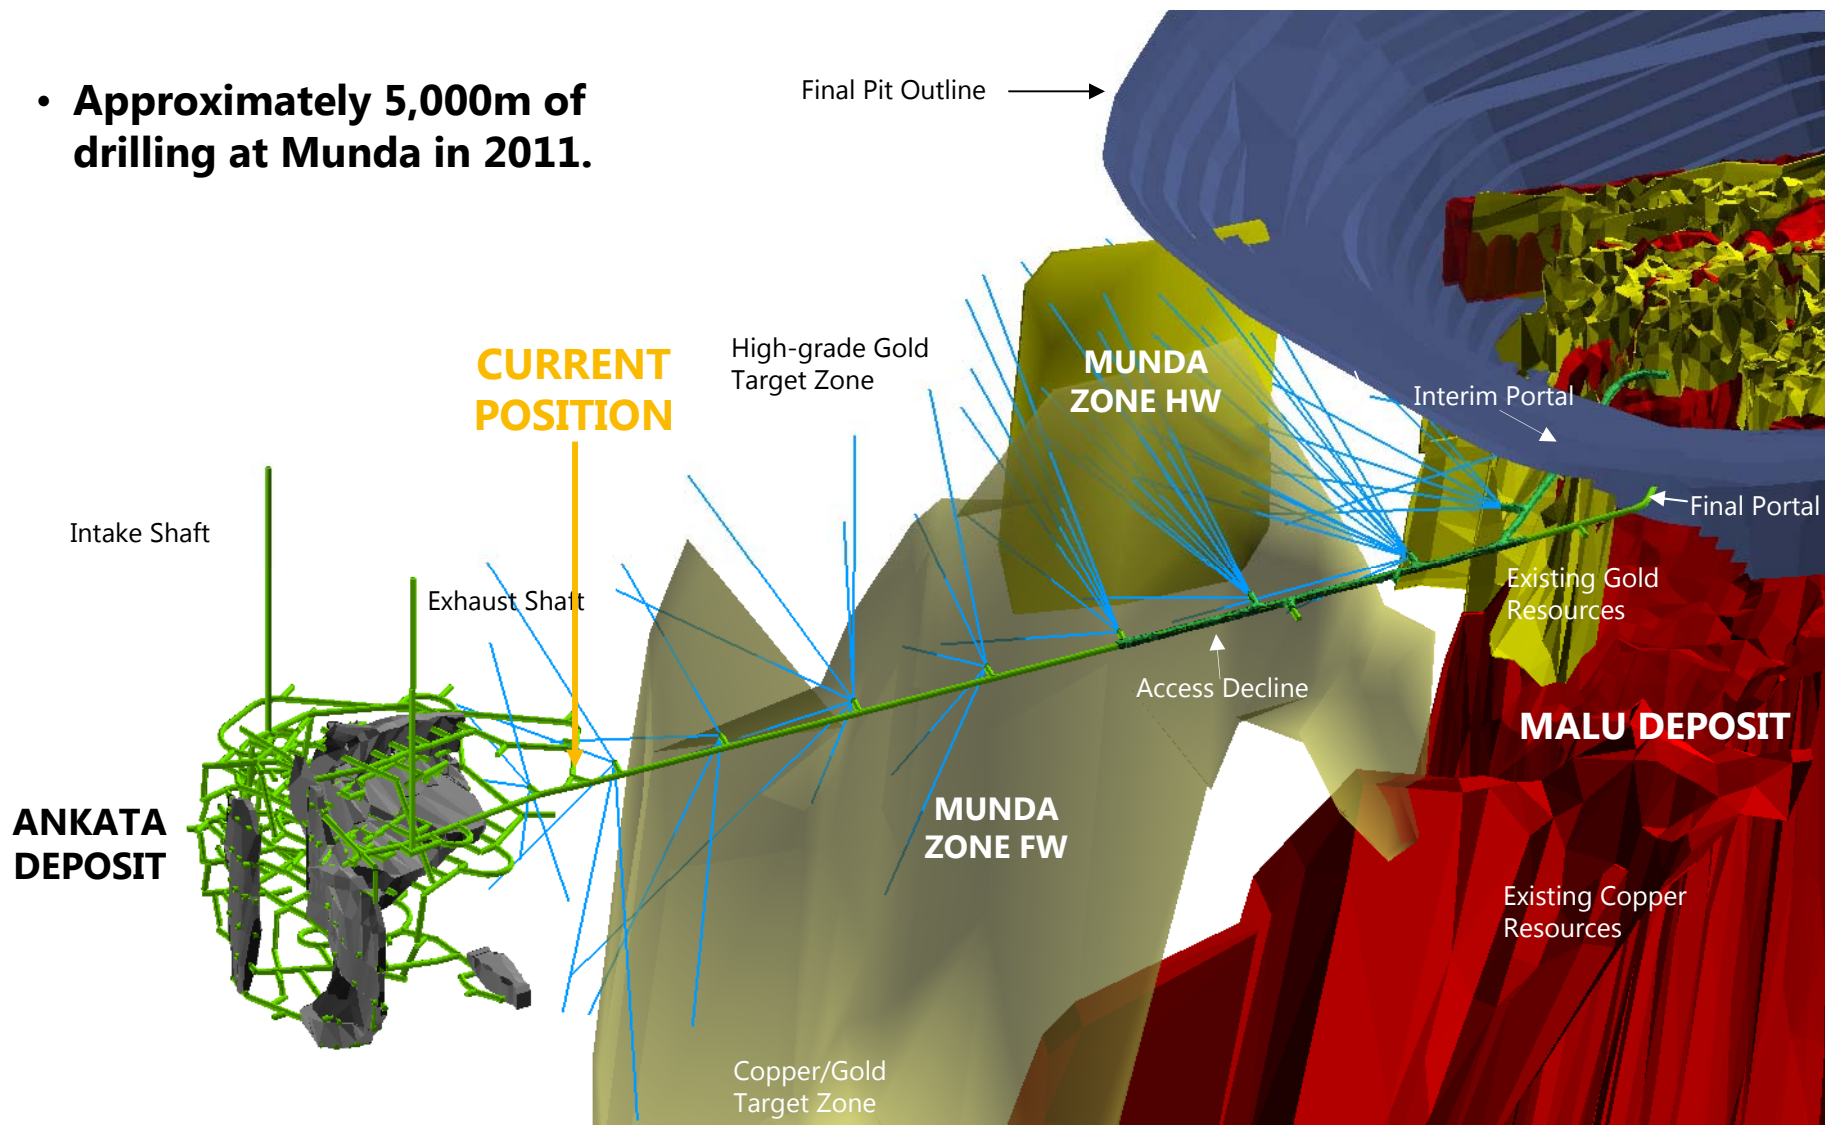 • Approximately 5,000m of
drilling at Munda in 2011.
Final Pit Outline
CURRENT
POSITION
High-grade Gold
Target Zone
MUNDA
ZONE HW
Interim Portal
Intake Shaft
Final Portal
Exhaust Shaft
Existing Gold
Resources
Access Decline
MALU DEPOSIT
ANKATA
DEPOSIT
MUNDA
ZONE FW
Existing Copper
Resources
Copper/Gold
Target Zone